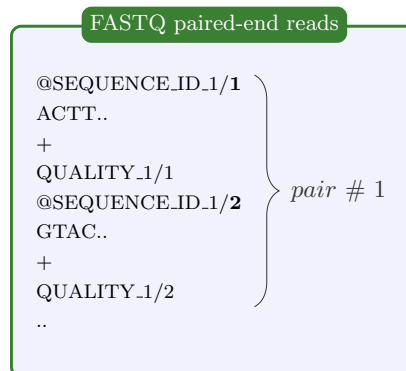 FASTQ paired-end reads
@SEQUENCE_ID_1/1
ACTT..
+
QUALITY_1/1
@SEQUENCE_ID_1/2
GTAC..
+
QUALITY_1/2
..
pair # 1